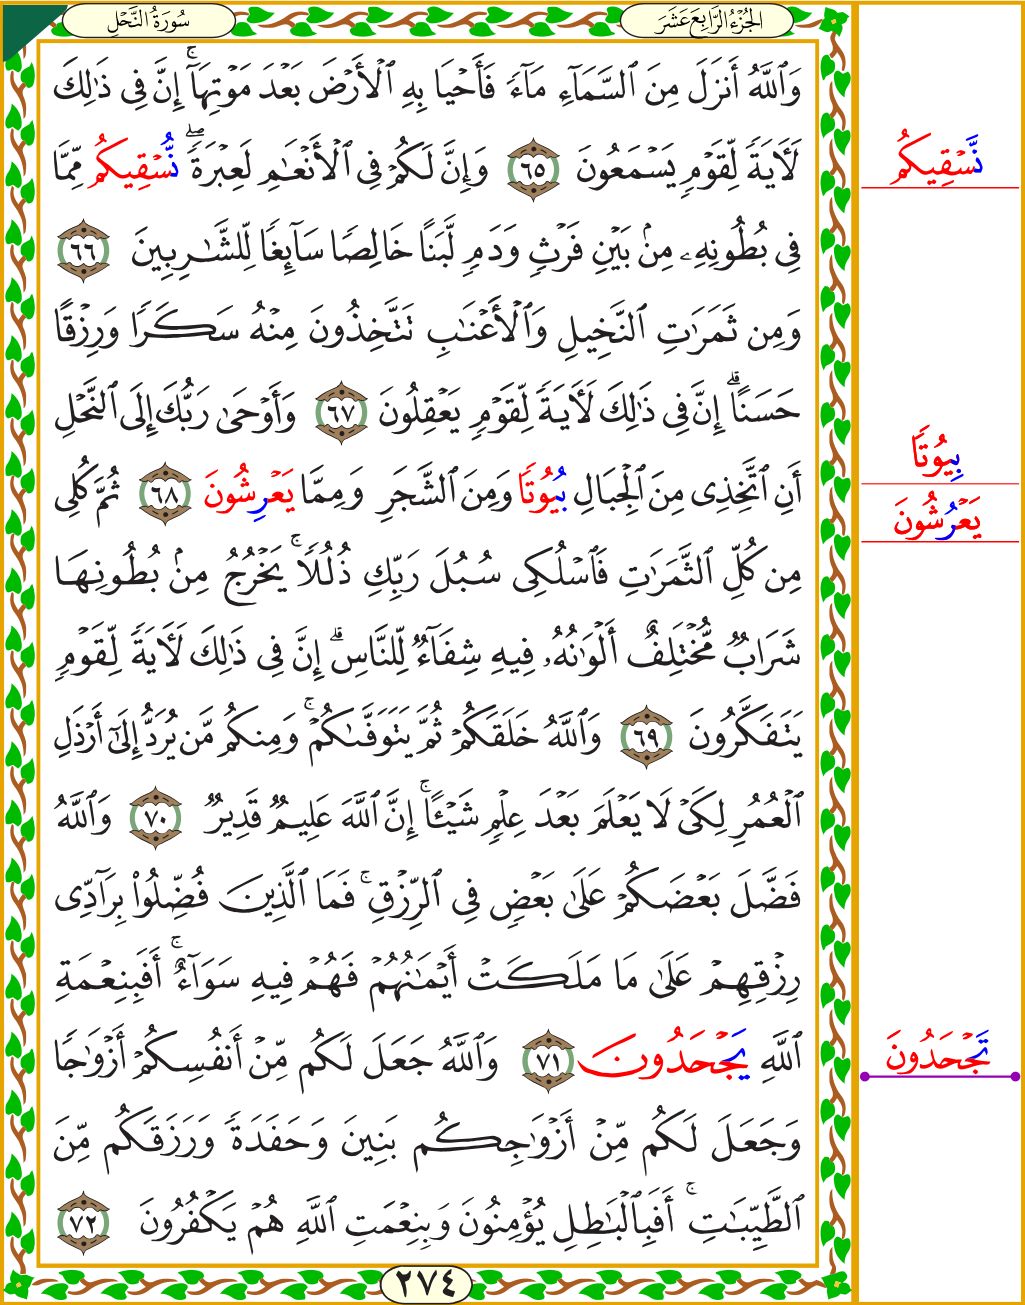 الجُزْءُ الرَّابِعَ عَشَرَ
سُورَةُ النَّحْلِ
وَٱللَّهُ أَنزَلَ مِنَ ٱلسَّمَآءِ مَآءً فَأَحْيَا بِهِ ٱلْأَرْضَ بَعْدَ مَوْتِهَآۚ إِنَّ فِى ذَٰلِكَ
لَأٓيَةً لِّقَوْمٍ يَسْمَعُونَ ٦٥ وَإِنَّ لَكُمْ فِى ٱلْأَنْعَٰمِ لَعِبْرَةًۖ نُّسْقِيكُم مِّمَّا
فِى بُطُونِهِۦ مِنۢ بَيْنِ فَرْثٍ وَدَمٍ لَّبَنًا خَالِصًا سَآئِغًا لِّلشَّٰرِبِينَ ٦٦
وَمِن ثَمَرَٰتِ ٱلنَّخِيلِ وَٱلْأَعْنَٰبِ تَتَّخِذُونَ مِنْهُ سَكَرًا وَرِزْقًا
حَسَنًاۗ إِنَّ فِى ذَٰلِكَ لَأٓيَةً لِّقَوْمٍ يَعْقِلُونَ ٦٧ وَأَوْحَىٰ رَبُّكَ إِلَى ٱلنَّحْلِ
أَنِ ٱتَّخِذِى مِنَ ٱلْجِبَالِ بُيُوتًا وَمِنَ ٱلشَّجَرِ وَمِمَّا يَعْرِشُونَ ٦٨ ثُمَّ كُلِى
مِن كُلِّ ٱلثَّمَرَٰتِ فَٱسْلُكِى سُبُلَ رَبِّكِ ذُلُلًاۚ يَخْرُجُ مِنۢ بُطُونِهَا
شَرَابٌ مُّخْتَلِفٌ أَلْوَٰنُهُۥ فِيهِ شِفَآءٌ لِّلنَّاسِۗ إِنَّ فِى ذَٰلِكَ لَأٓيَةً لِّقَوْمٍ
يَتَفَكَّرُونَ ٦٩ وَٱللَّهُ خَلَقَكُمْ ثُمَّ يَتَوَفَّىٰكُمْۚ وَمِنكُم مَّن يُرَدُّ إِلَىٰٓ أَرْذَلِ
ٱلْعُمُرِ لِكَىْ لَا يَعْلَمَ بَعْدَ عِلْمٍ شَيْـًٔاۚ إِنَّ ٱللَّهَ عَلِيمٌ قَدِيرٌ ٧٠ وَٱللَّهُ
فَضَّلَ بَعْضَكُمْ عَلَىٰ بَعْضٍ فِى ٱلرِّزْقِۚ فَمَا ٱلَّذِينَ فُضِّلُوا۟ بِرَآدِّى
رِزْقِهِمْ عَلَىٰ مَا مَلَكَتْ أَيْمَٰنُهُمْ فَهُمْ فِيهِ سَوَآءٌۚ أَفَبِنِعْمَةِ
ٱللَّهِ يَجْحَدُونَ ٧١ وَٱللَّهُ جَعَلَ لَكُم مِّنْ أَنفُسِكُمْ أَزْوَٰجًا
وَجَعَلَ لَكُم مِّنْ أَزْوَٰجِكُم بَنِينَ وَحَفَدَةً وَرَزَقَكُم مِّنَ
ٱلطَّيِّبَٰتِۚ أَفَبِٱلْبَٰطِلِ يُؤْمِنُونَ وَبِنِعْمَتِ ٱللَّهِ هُمْ يَكْفُرُونَ ٧٢
٢٧٤
نَّسْقِيكُم
بِيُوتًا
يَعْرُشُونَ
تَجْحَدُونَ